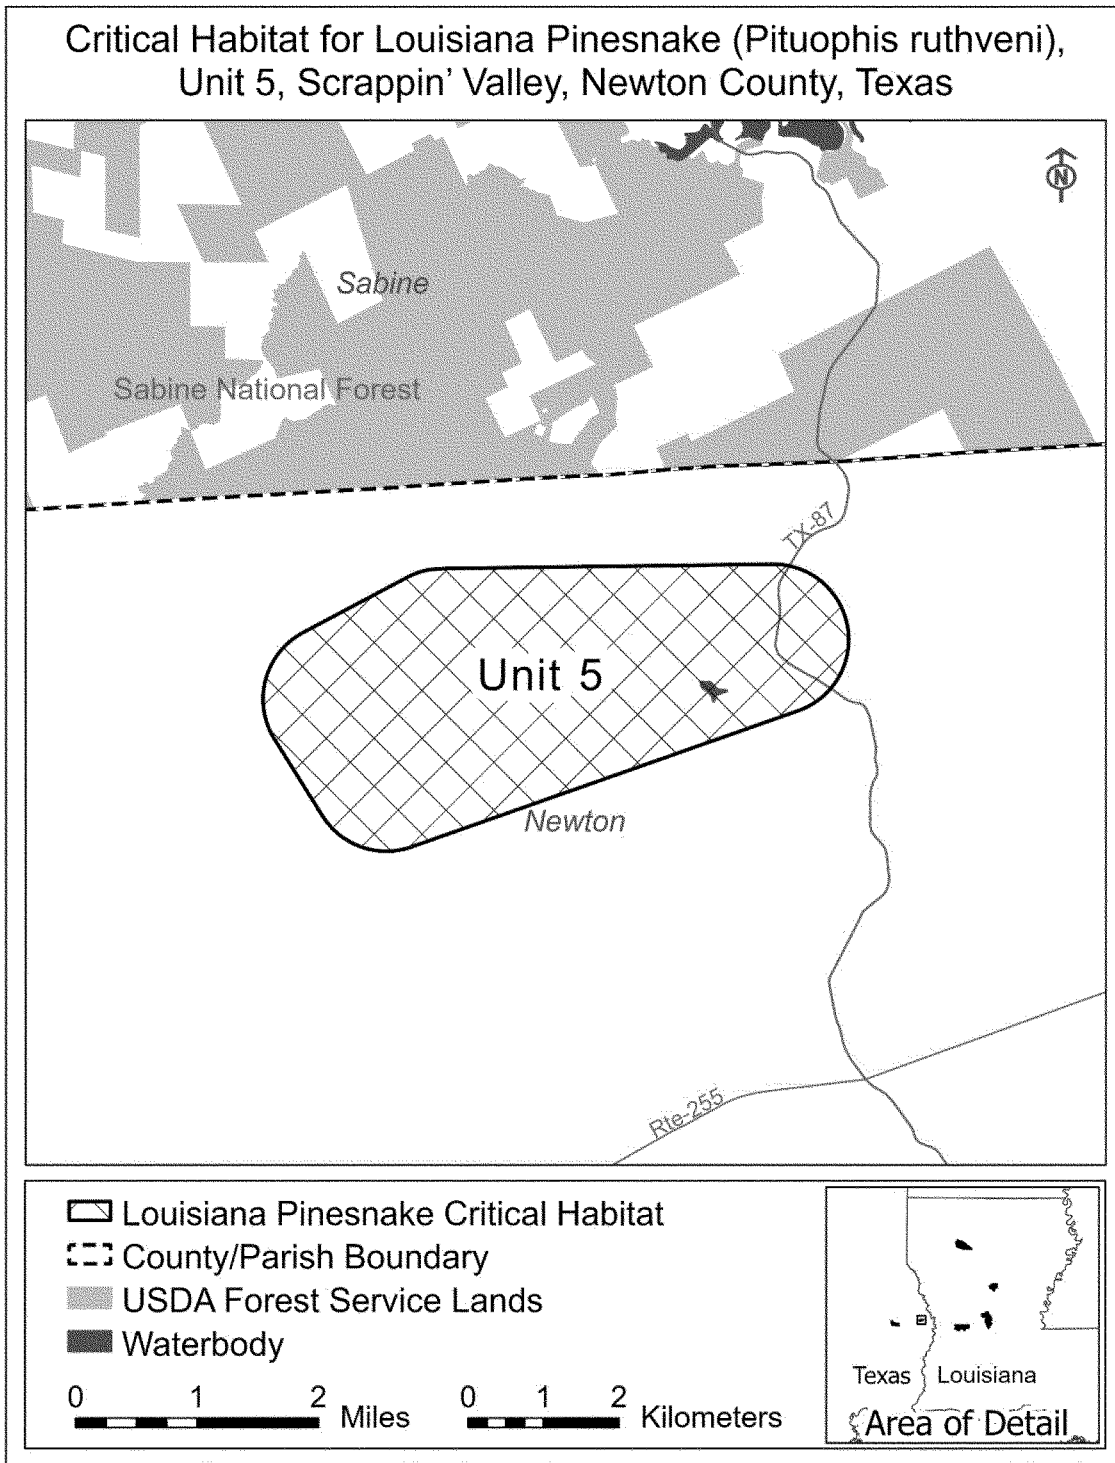 Critical Habitat for Louisiana Pinesnake (Pituophis ruthveni),
Unit 5, Scrappin' Valley, Newton County, Texas
N
Sabine
Sabine National Forest
TX-87
Unit 5
Newton
Rte-255
Louisiana Pinesnake Critical Habitat
County/Parish Boundary
USDA Forest Service Lands
Waterbody
0 1 2 Miles
0 1 2 Kilometers
Texas
Louisiana
Area of Detail